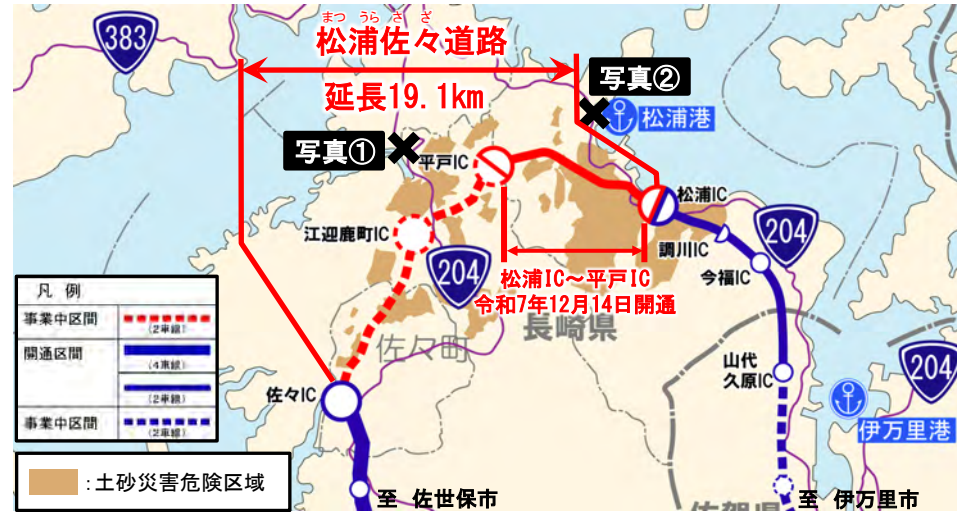 383
まつ うら さ ざ
松浦佐々道路
延長19.1km
写真②
松浦港
写真①
平戸IC
松浦IC
204
江迎鹿町IC
204
調川IC
今福IC
松浦IC～平戸IC
令和7年12月14日開通
長崎県
佐々町
凡 例
事業中区間
(2車線)
開通区間
(4車線)
(2車線)
事業中区間
(2車線)
山代
久原IC
204
佐々IC
伊万里港
:土砂災害危険区域
至 佐世保市
佐賀県
至 伊万里市